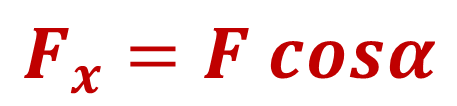 Fₓ = F cosα